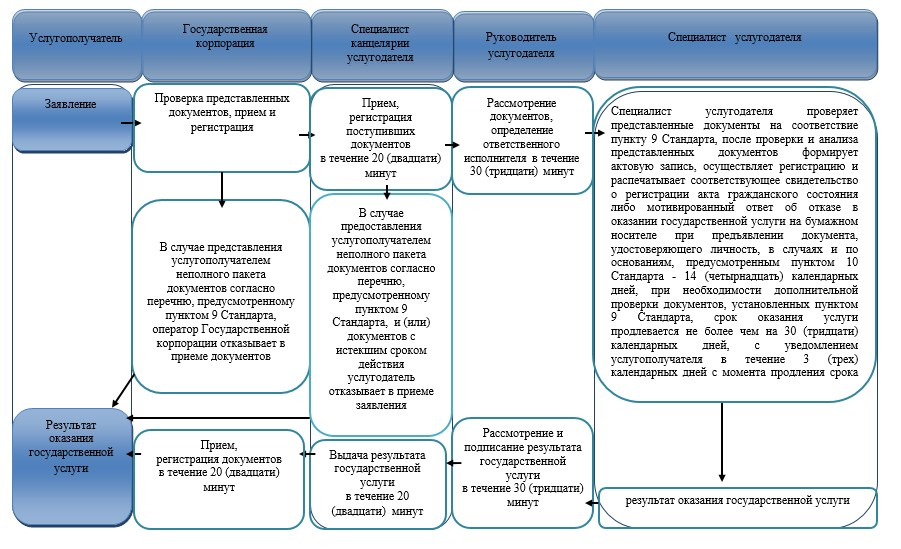 Услугополучатель
Государственная
корпорация
Специалист
канцелярии
услугодателя
Руководитель
услугодателя
Специалист услугодателя
Заявление
Проверка представленных
документов, прием и
регистрация
Прием,
регистрация
поступивших
документов
в течение 20 (двадцати)
минут
Рассмотрение
документов,
определение
ответственного
исполнителя в течение
30 (тридцати) минут
Специалист услугодателя проверяет
представленные документы на соответствие
пункту 9 Стандарта, после проверки и анализа
представленных документов формирует
актовую запись, осуществляет регистрацию и
распечатывает соответствующее свидетельство
о регистрации акта гражданского состояния
либо мотивированный ответ об отказе в
оказании государственной услуги на бумажном
носителе при предъявлении документа,
удостоверяющего личность, в случаях и по
основаниям, предусмотренным пунктом 10
Стандарта - 14 (четырнадцать) календарных
дней, при необходимости дополнительной
проверки документов, установленных пунктом
9 Стандарта, срок оказания услуги
продлевается не более чем на 30 (тридцати)
календарных дней, с уведомлением
услугополучателя в течение 3 (трех)
календарных дней с момента продления срока
В случае представления
услугополучателем
неполного пакета
документов согласно
перечню, предусмотренному
пунктом 9 Стандарта,
оператор Государственной
корпорации отказывает в
приеме документов
В случае
предоставления
услугополучателем
неполного пакета
документов согласно
перечню,
предусмотренному
пунктом 9
Стандарта, и (или)
документов с
истекшим сроком
действия
услугодатель
отказывает в приеме
заявления
Результат
оказания
государственной
услуги
Прием,
регистрация документов
в течение 20 (двадцати)
минут
Выдача результата
государственной
услуги
в течение 20
(двадцати) минут
Рассмотрение и
подписание результата
государственной
услуги
в течение 30 (тридцати)
минут
результат оказания государственной услуги